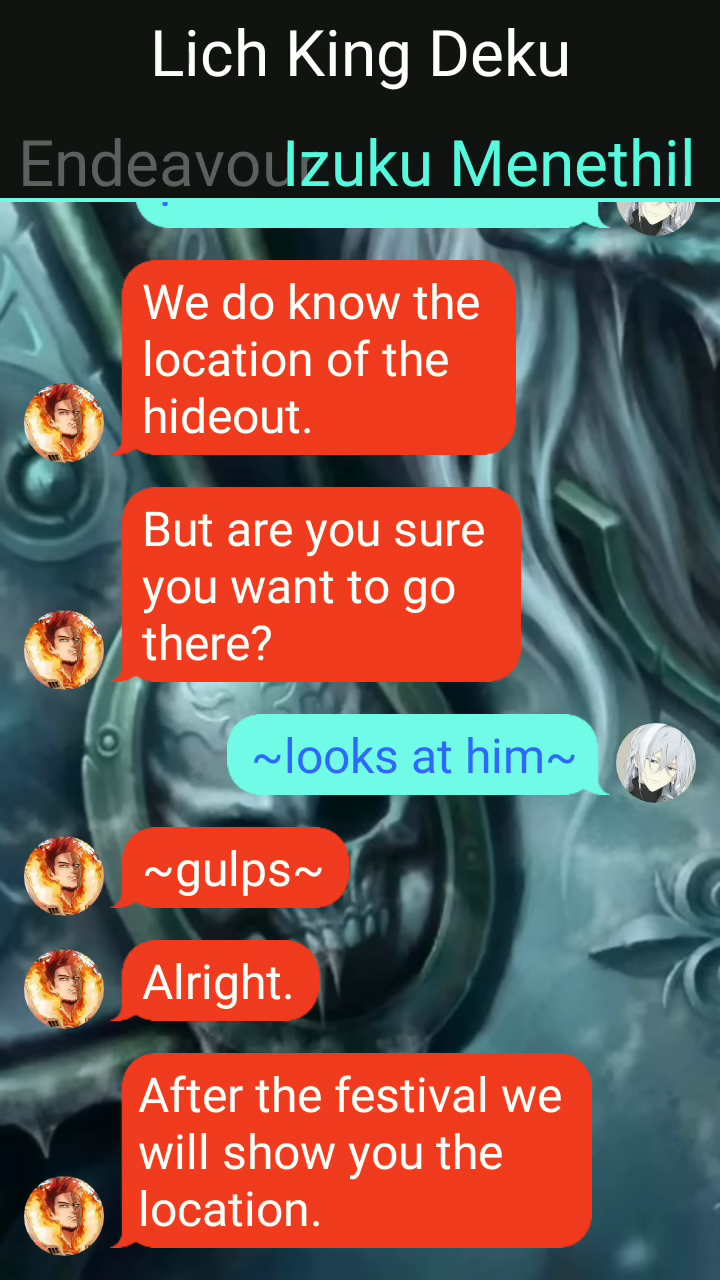 Lich King Deku
Endeavour
Izuku Menethil
We do know the
location of the
hideout.
But are you sure
you want to go
there?
~looks at him~
~gulps~
Alright.
After the festival we
will show you the
location.